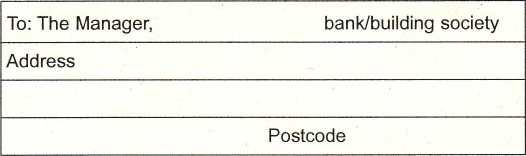 To: The Manager, bank/building society
Address
Postcode